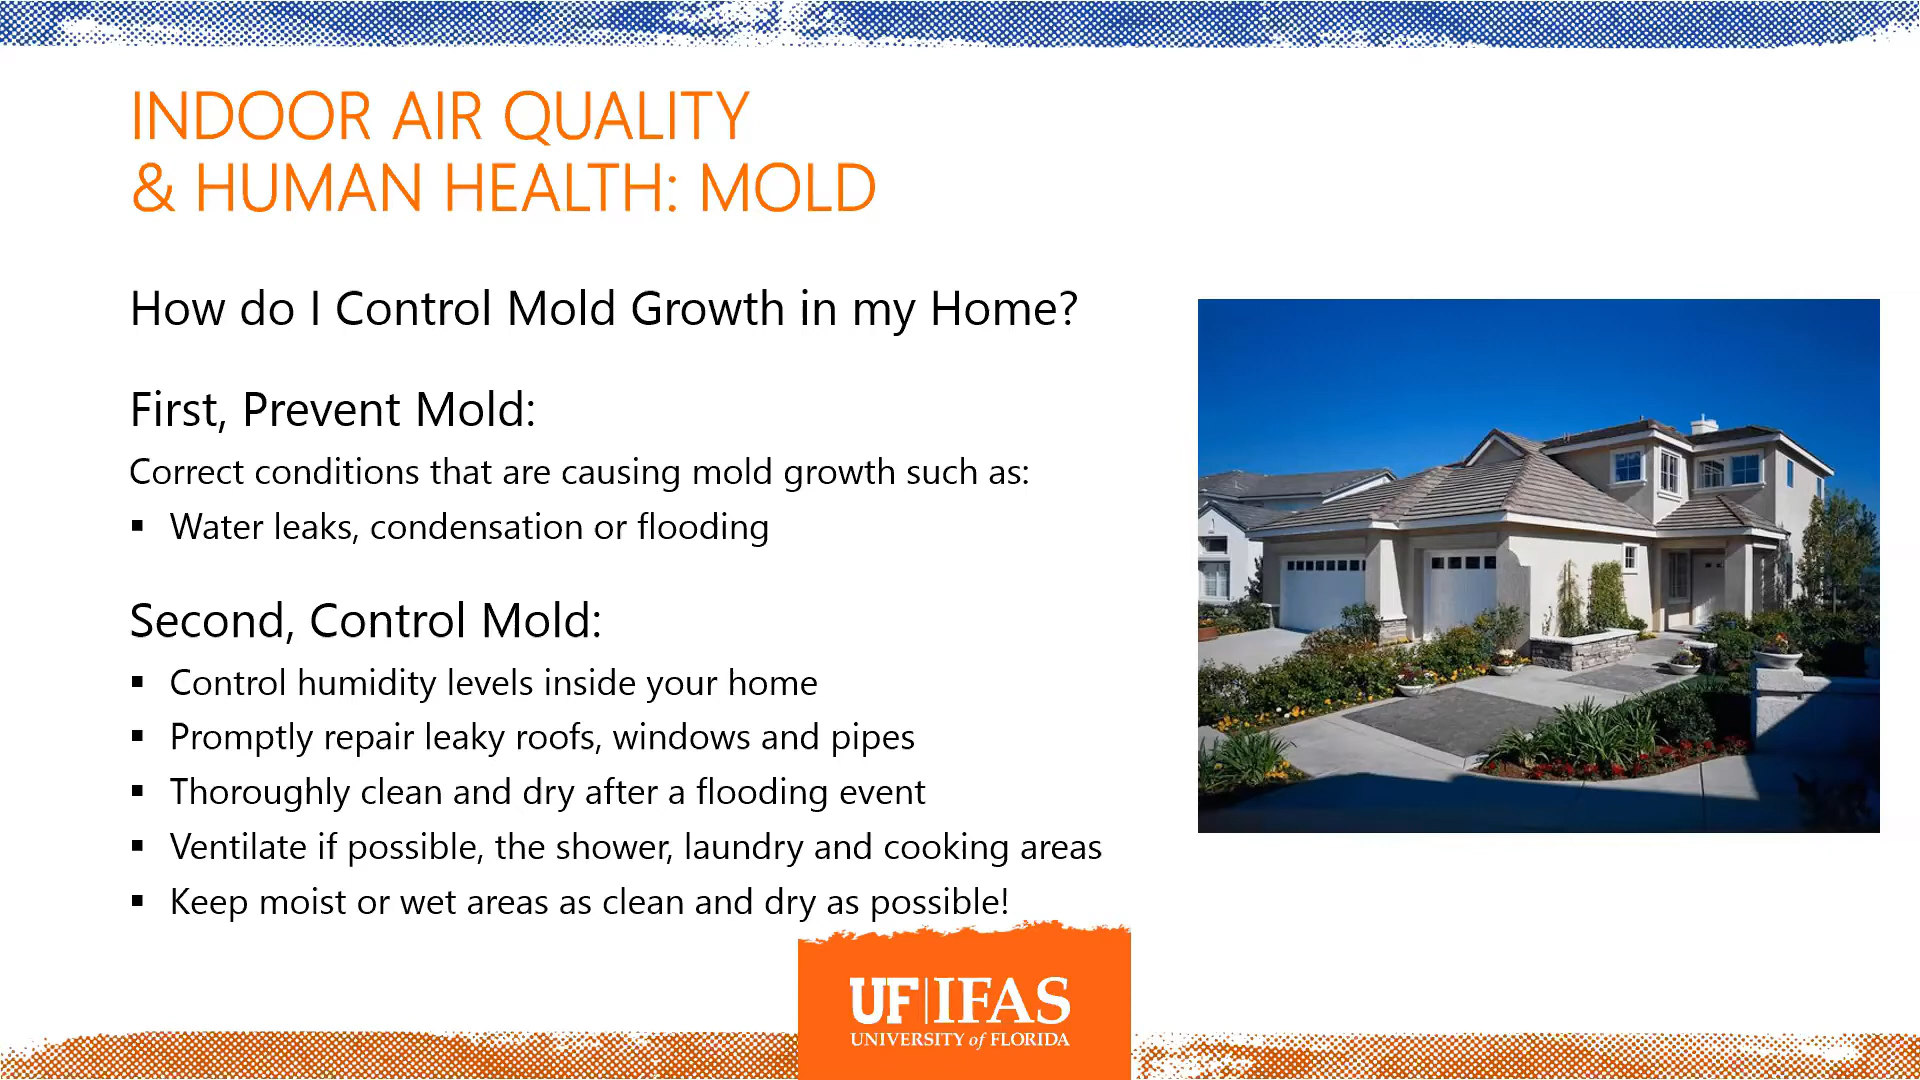 INDOOR AIR QUALITY
& HUMAN HEALTH: MOLD
How do I Control Mold Growth in my Home?
First, Prevent Mold:
Correct conditions that are causing mold growth such as:
▪ Water leaks, condensation or flooding
Second, Control Mold:
▪ Control humidity levels inside your home
▪ Promptly repair leaky roofs, windows and pipes
▪ Thoroughly clean and dry after a flooding event
▪ Ventilate if possible, the shower, laundry and cooking areas
▪ Keep moist or wet areas as clean and dry as possible!
UF|IFAS
UNIVERSITY of FLORIDA